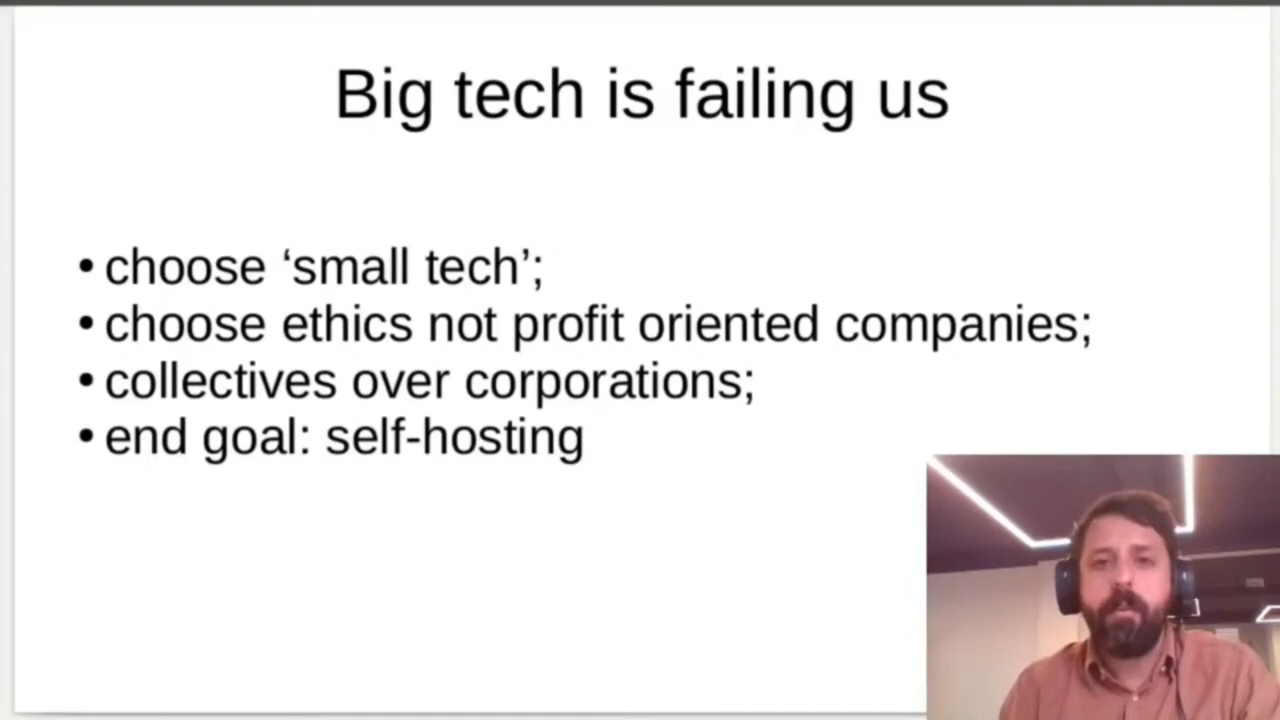 Big tech is failing us
• choose ‘small tech’;
• choose ethics not profit oriented companies;
• collectives over corporations;
• end goal: self-hosting